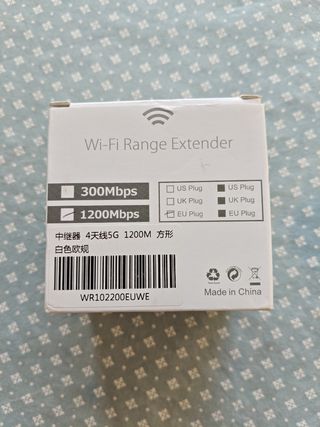 Wi-Fi Range Extender
300Mbps
US Plug US Plug
UK Plug UK Plug
1200Mbps
EU Plug EU Plug
中继器 4天线5G 1200M 方形
白色欧规
WR102200EUWE
Made in China